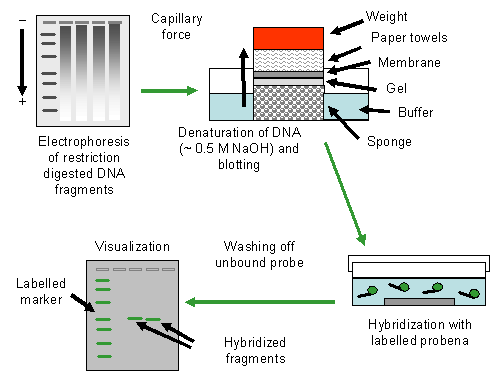 −
+
Electrophoresis
of restriction
digested DNA
fragments
Capillary
force
Weight
Paper towels
Membrane
Gel
Buffer
Sponge
Denaturation of DNA
(~ 0.5 M NaOH) and
blotting
Hybridization with
labelled probena
Washing off
unbound probe
Visualization
Labelled
marker
Hybridized
fragments